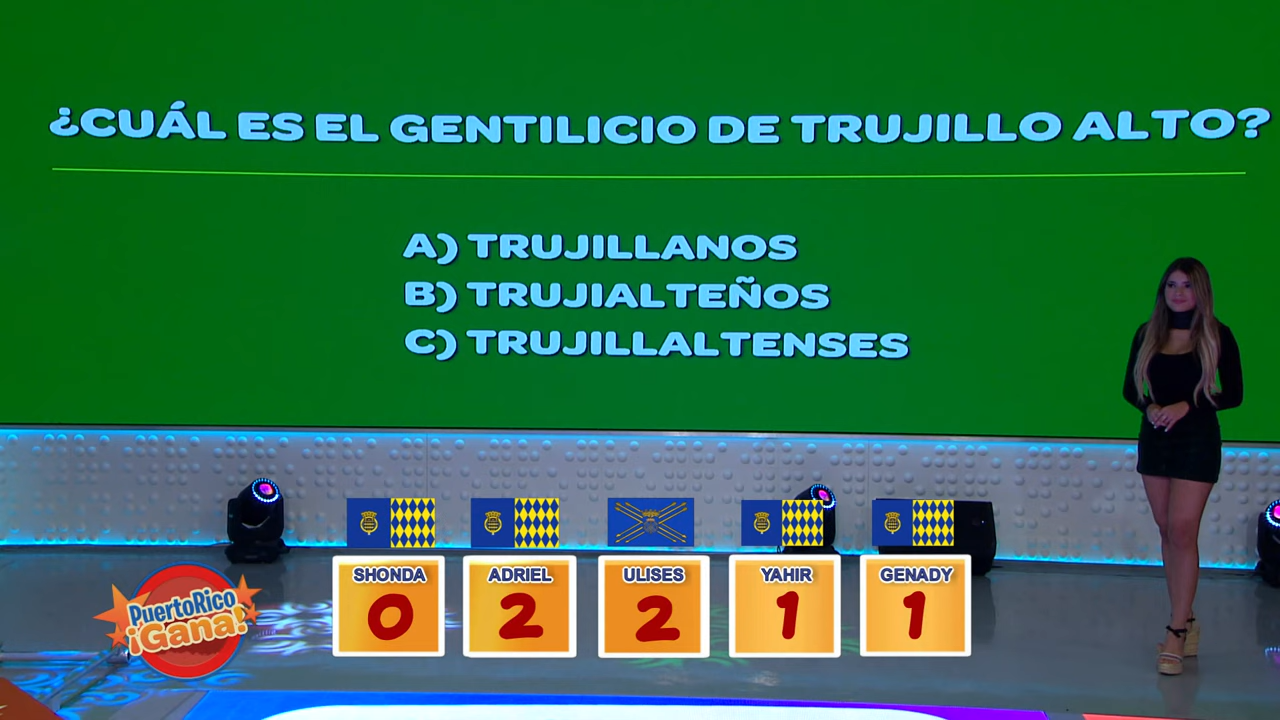 ¿CUÁL ES EL GENTILICIO DE TRUJILLO ALTO?
A) TRUJILLANOS
B) TRUJIALTEÑOS
C) TRUJILLALTENSES
SHONDA ADRIEL ULISES YAHIR GENADY
0 2 2 1 1
PuertoRico
¡Gana!